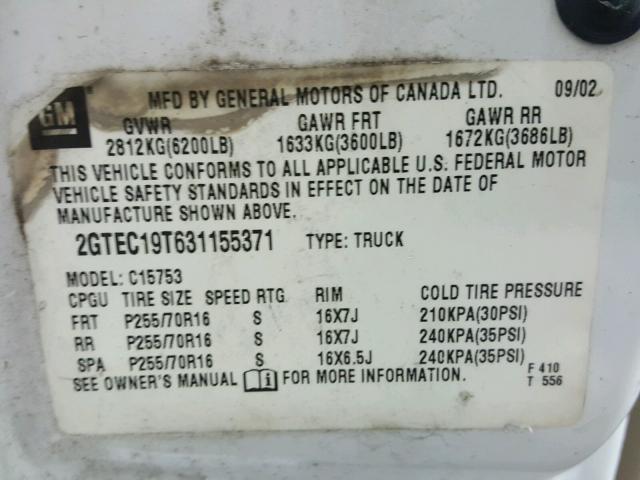 GM
MFD BY GENERAL MOTORS OF CANADA LTD. 09/02
GVWR GAWR FRT GAWR RR
2812KG(6200LB) 1633KG(3600LB) 1672KG(3686LB)
THIS VEHICLE CONFORMS TO ALL APPLICABLE U.S. FEDERAL MOTOR
VEHICLE SAFETY STANDARDS IN EFFECT ON THE DATE OF
MANUFACTURE SHOWN ABOVE.
2GTEC19T631155371 TYPE: TRUCK
MODEL: C15753
CPGU TIRE SIZE SPEED RTG RIM COLD TIRE PRESSURE
FRT P255/70R16 S 16X7J 210KPA(30PSI)
RR P255/70R16 S 16X7J 240KPA(35PSI)
SPA P255/70R16 S 16X6.5J 240KPA(35PSI)
SEE OWNER'S MANUAL FOR MORE INFORMATION. F 410
T 556